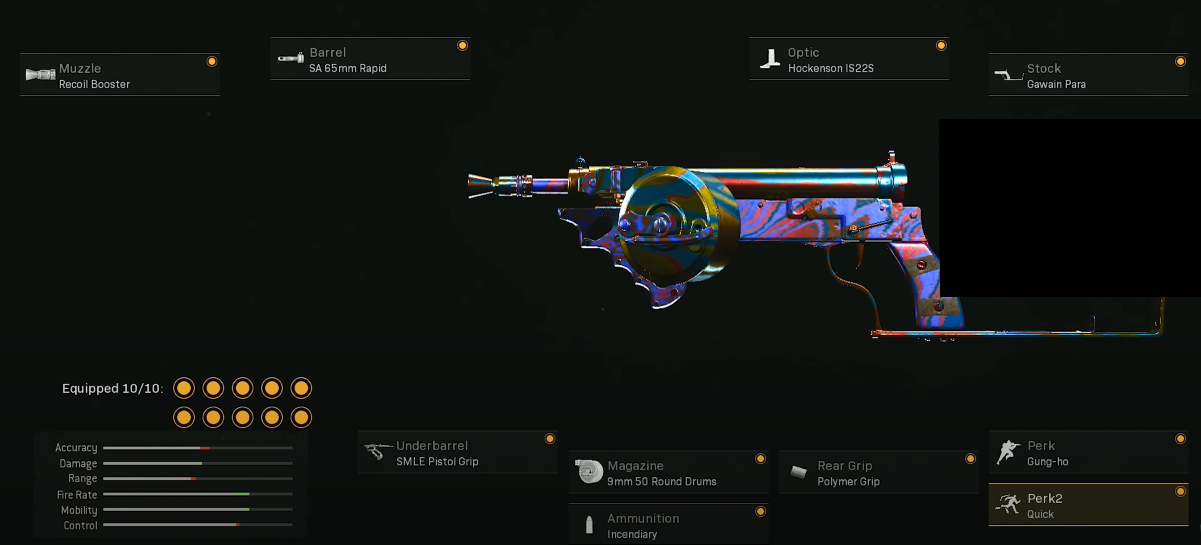 Barrel
SA 65mm Rapid
Optic
Hockenson IS22S
Muzzle
Recoil Booster
Stock
Gawain Para
Equipped 10/10:
Accuracy
Damage
Range
Fire Rate
Mobility
Control
Underbarrel
SMLE Pistol Grip
Magazine
9mm 50 Round Drums
Ammunition
Incendiary
Rear Grip
Polymer Grip
Perk
Gung-ho
Perk2
Quick